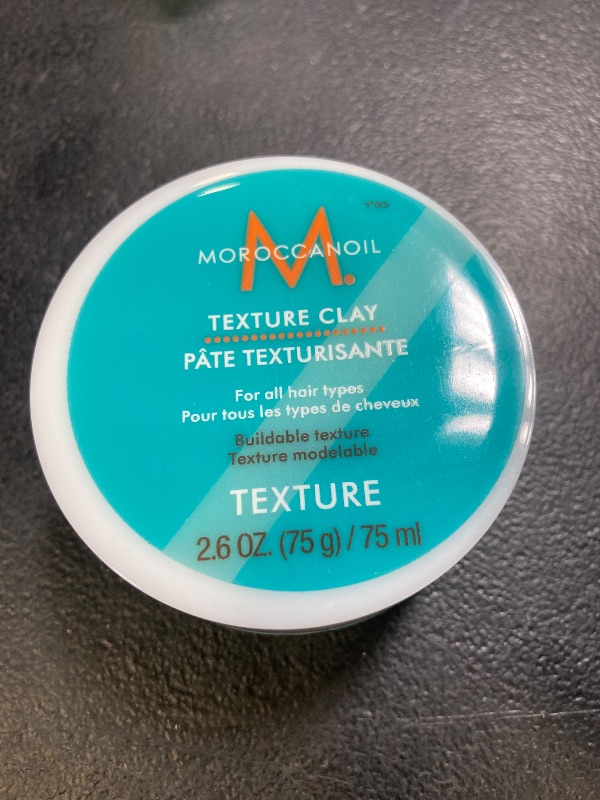 M
MOROCCANOIL
TEXTURE CLAY
PÂTE TEXTURISANTE
For all hair types
Pour tous les types de cheveux
Buildable texture
Texture modelable
TEXTURE
2.6 OZ. (75 g) / 75 ml